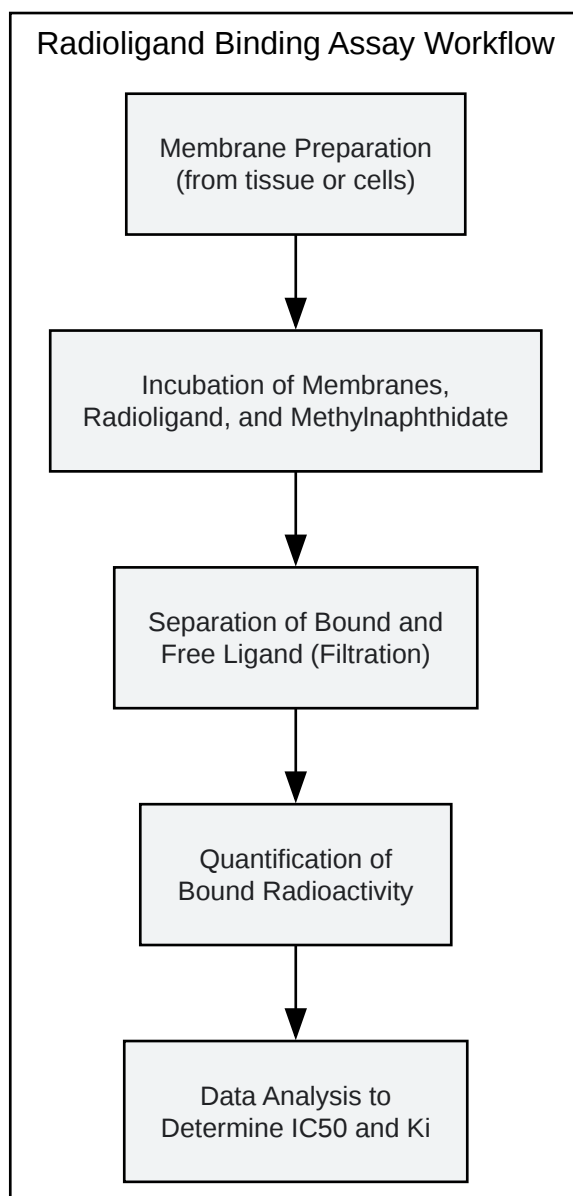 Radioligand Binding Assay Workflow
Membrane Preparation
(from tissue or cells)
Incubation of Membranes,
Radioligand, and Methylnaphthidate
Separation of Bound and
Free Ligand (Filtration)
Quantification of
Bound Radioactivity
Data Analysis to
Determine IC50 and Ki